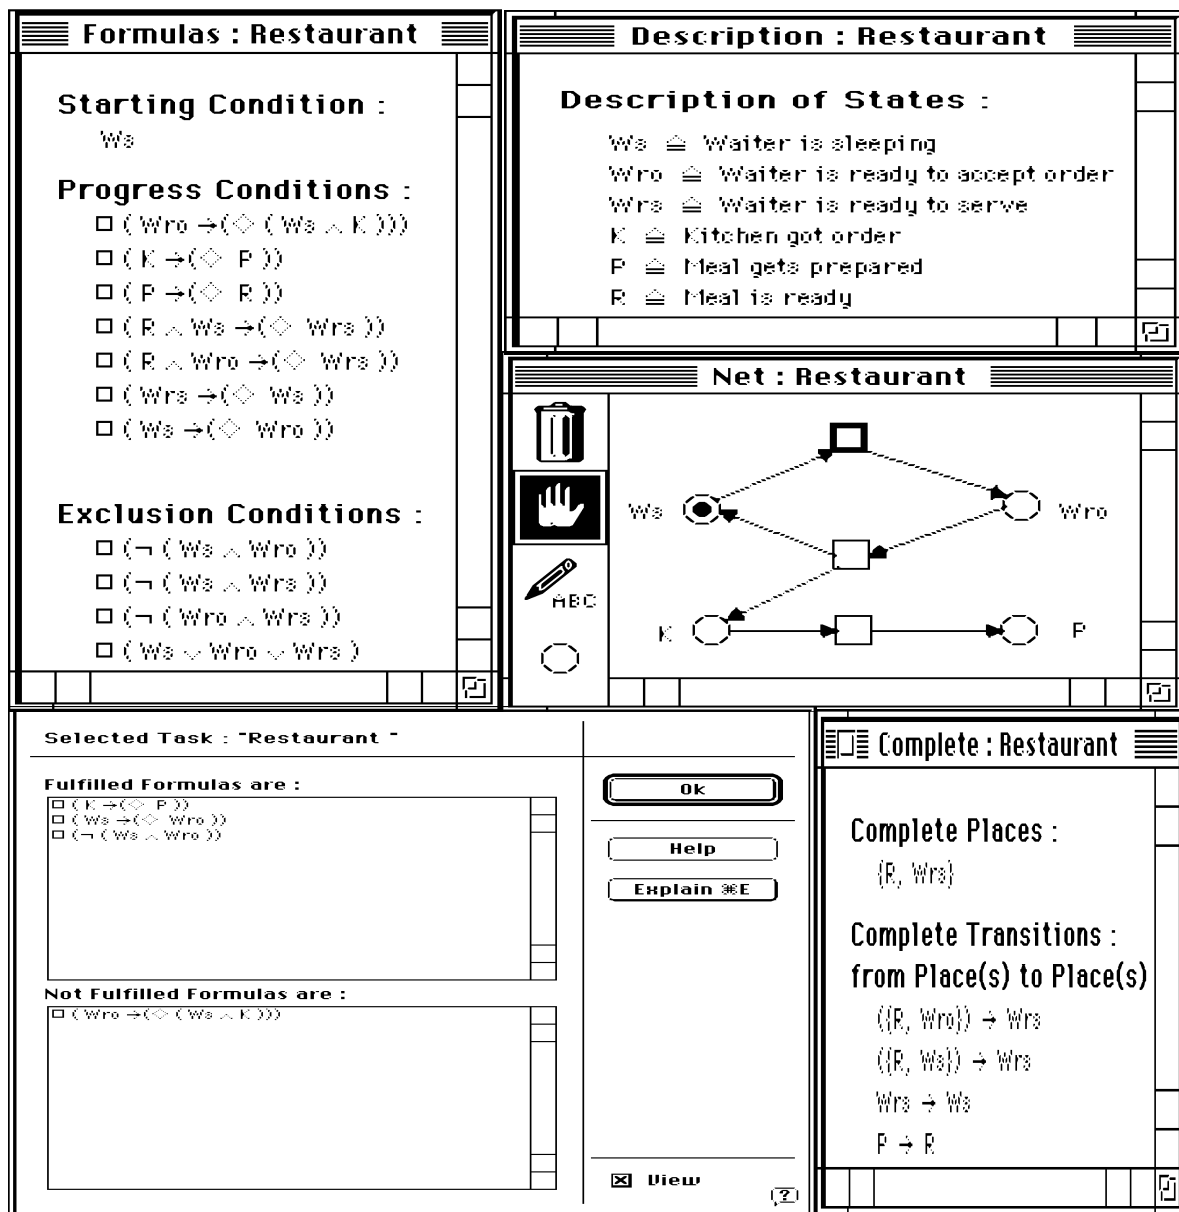 Formulas : Restaurant
Starting Condition :
Ws
Progress Conditions :
□ ( Wro →(◇ ( Ws ∧ K )))
□ ( K →(◇ P ))
□ ( P →(◇ R ))
□ ( R ∧ Ws →(◇ Wrs ))
□ ( R ∧ Wro →(◇ Wrs ))
□ ( Wrs →(◇ Ws ))
□ ( Ws →(◇ Wro ))
Exclusion Conditions :
□ (¬ ( Ws ∧ Wro ))
□ (¬ ( Ws ∧ Wrs ))
□ (¬ ( Wro ∧ Wrs ))
□ ( Ws ∨ Wro ∨ Wrs )
Description : Restaurant
Description of States :
Ws ≙ Waiter is sleeping
Wro ≙ Waiter is ready to accept order
Wrs ≙ Waiter is ready to serve
K ≙ Kitchen got order
P ≙ Meal gets prepared
R ≙ Meal is ready
Net : Restaurant
Ws
Wro
ABC
K
P
Selected Task : "Restaurant "
Fulfilled Formulas are :
□ ( K →(◇ P ))
□ ( Ws →(◇ Wro ))
□ (¬ ( Ws ∧ Wro ))
Not Fulfilled Formulas are :
□ ( Wro →(◇ ( Ws ∧ K )))
Ok
Help
Explain ⌘E
View
?
Complete : Restaurant
Complete Places :
{R, Wrs}
Complete Transitions :
from Place(s) to Place(s)
({R, Wro}) → Wrs
({R, Ws}) → Wrs
Wrs → Ws
P → R